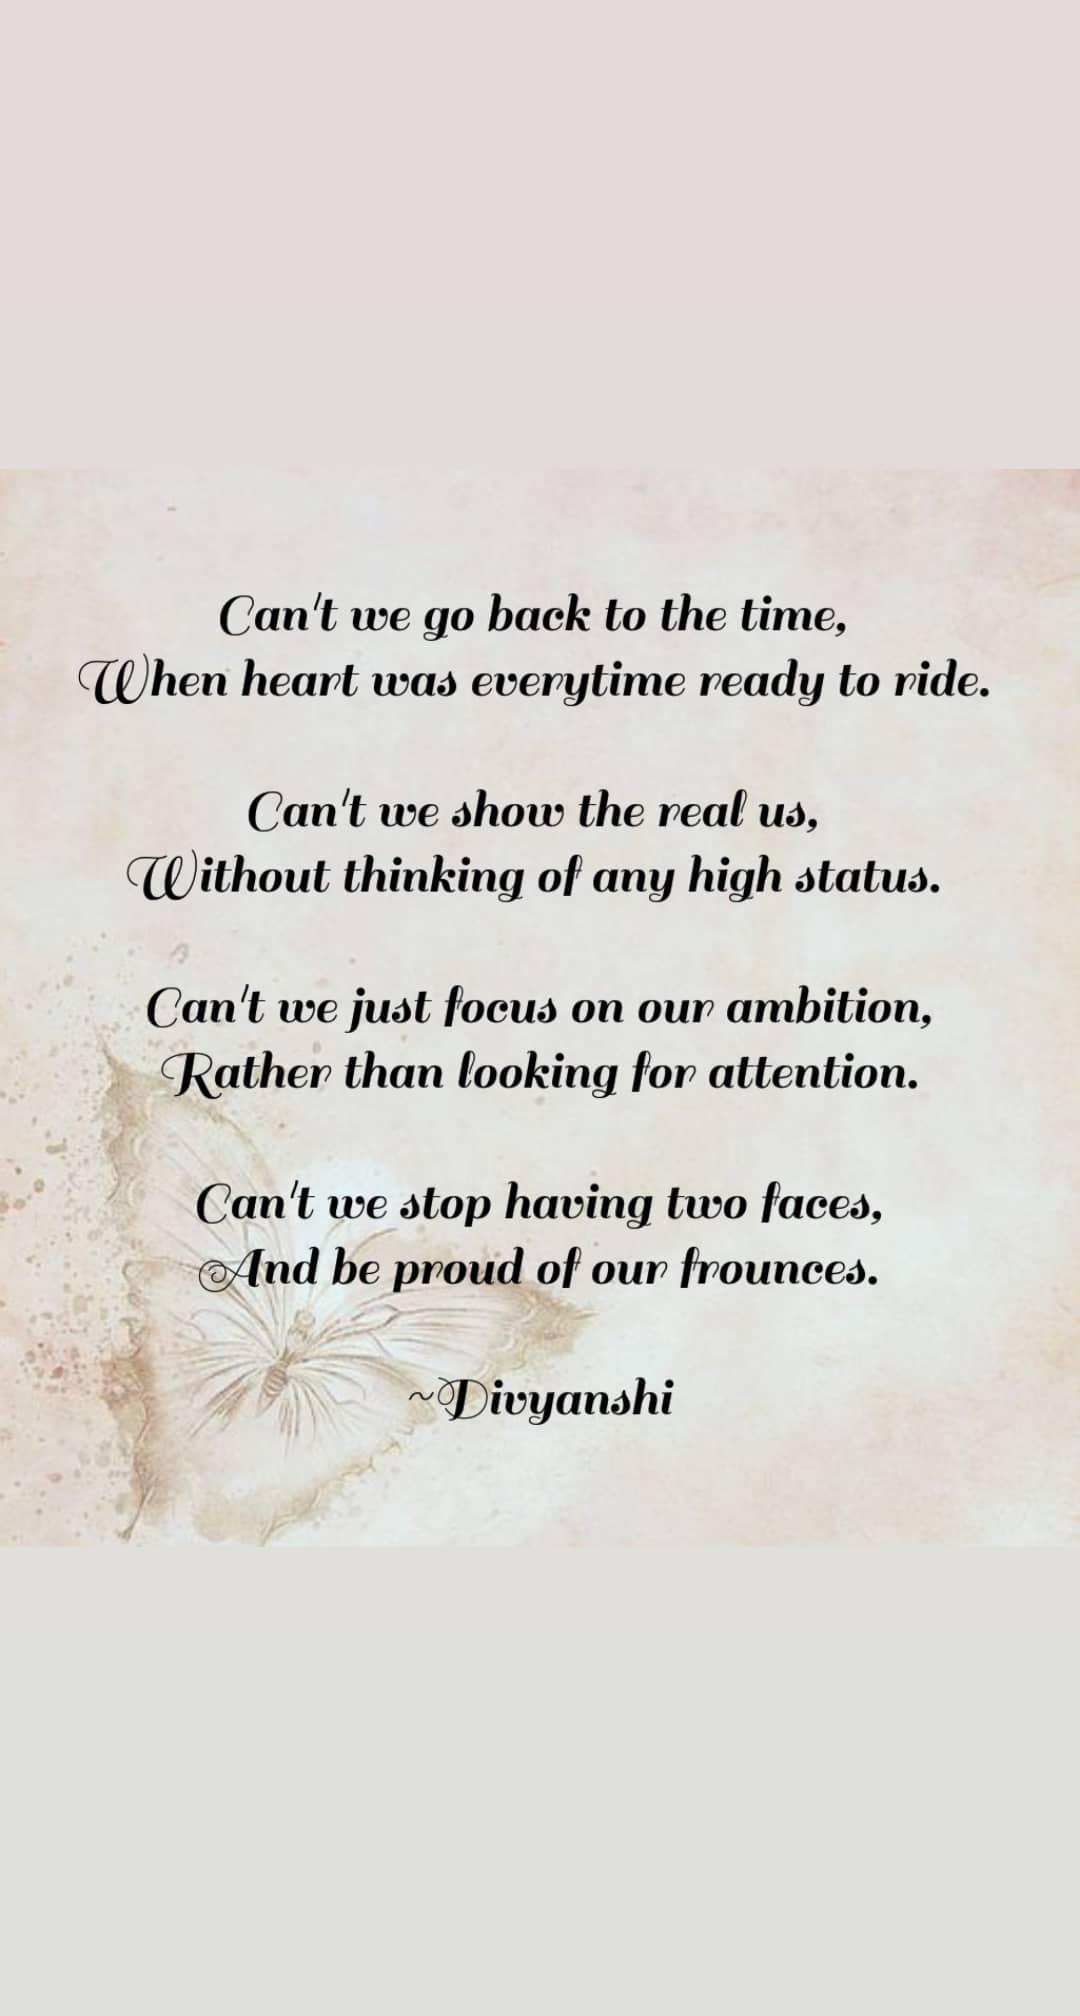 Can't we go back to the time,
When heart was everytime ready to ride.
Can't we show the real us,
Without thinking of any high status.
Can't we just focus on our ambition,
Rather than looking for attention.
Can't we stop having two faces,
And be proud of our frounces.
~Divyanshi